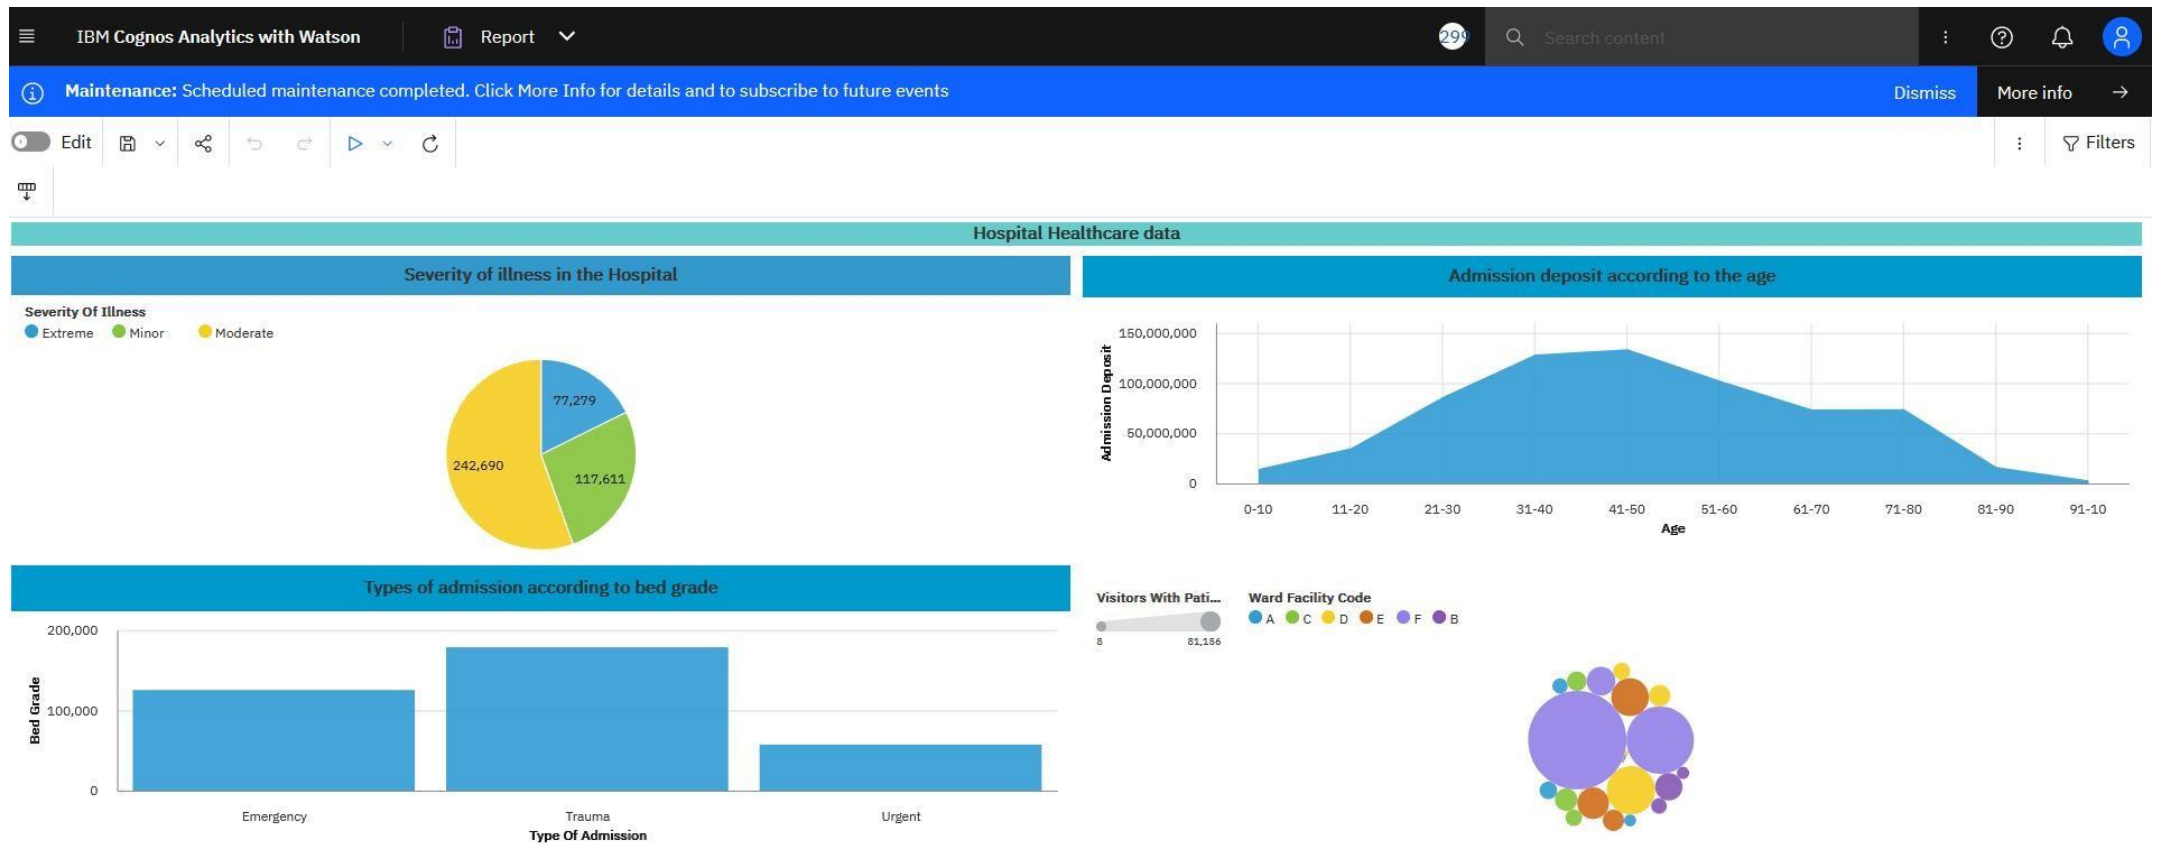 IBM Cognos Analytics with Watson
Report
299
Search content
Maintenance: Scheduled maintenance completed. Click More Info for details and to subscribe to future events
Dismiss
More info
Edit
Filters
Hospital Healthcare data
Severity of illness in the Hospital
Severity Of Illness
Extreme Minor Moderate
77,279
242,690
117,611
Admission deposit according to the age
Admission Deposit
150,000,000
100,000,000
50,000,000
0
0-10 11-20 21-30 31-40 41-50 51-60 61-70 71-80 81-90 91-10
Age
Types of admission according to bed grade
Bed Grade
200,000
100,000
0
Emergency Trauma Urgent
Type Of Admission
Visitors With Pati...
8 81,156
Ward Facility Code
A C D E F B